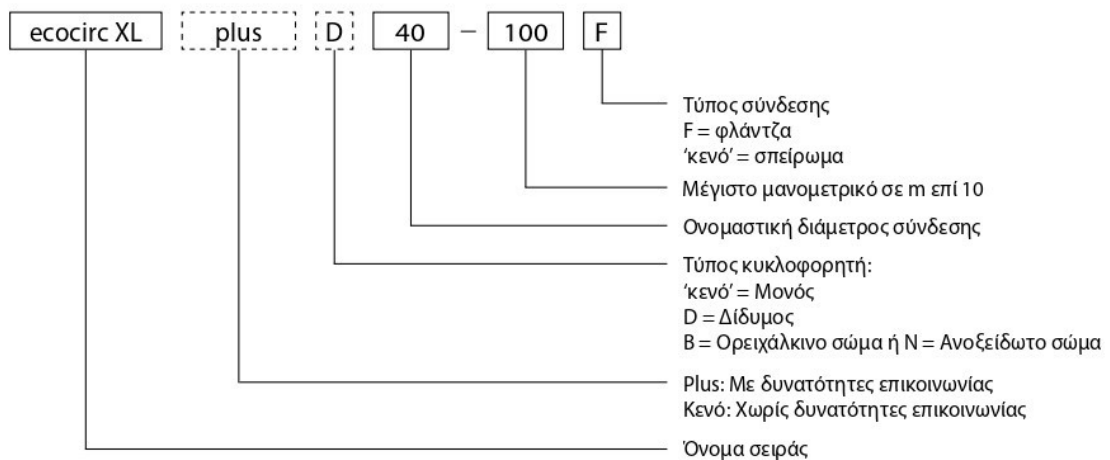 ecocirc XL plus D 40 – 100 F
Τύπος σύνδεσης
F = φλάντζα
‘κενό’ = σπείρωμα
Μέγιστο μανομετρικό σε m επί 10
Ονομαστική διάμετρος σύνδεσης
Τύπος κυκλοφορητή:
‘κενό’ = Μονός
D = Δίδυμος
B = Ορειχάλκινο σώμα ή N = Ανοξείδωτο σώμα
Plus: Με δυνατότητες επικοινωνίας
Κενό: Χωρίς δυνατότητες επικοινωνίας
Όνομα σειράς